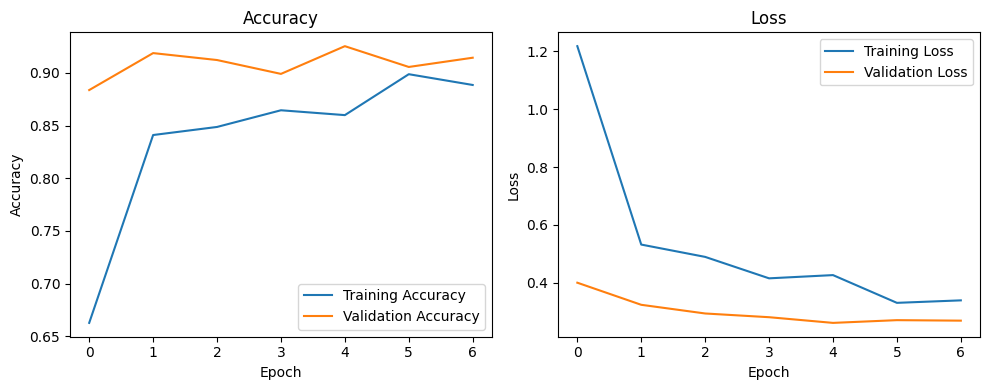 Accuracy
0.90
0.85
0.80
0.75
0.70
0.65
Accuracy
0 1 2 3 4 5 6
Epoch
Training Accuracy
Validation Accuracy
Loss
1.2
1.0
0.8
0.6
0.4
Loss
0 1 2 3 4 5 6
Epoch
Training Loss
Validation Loss